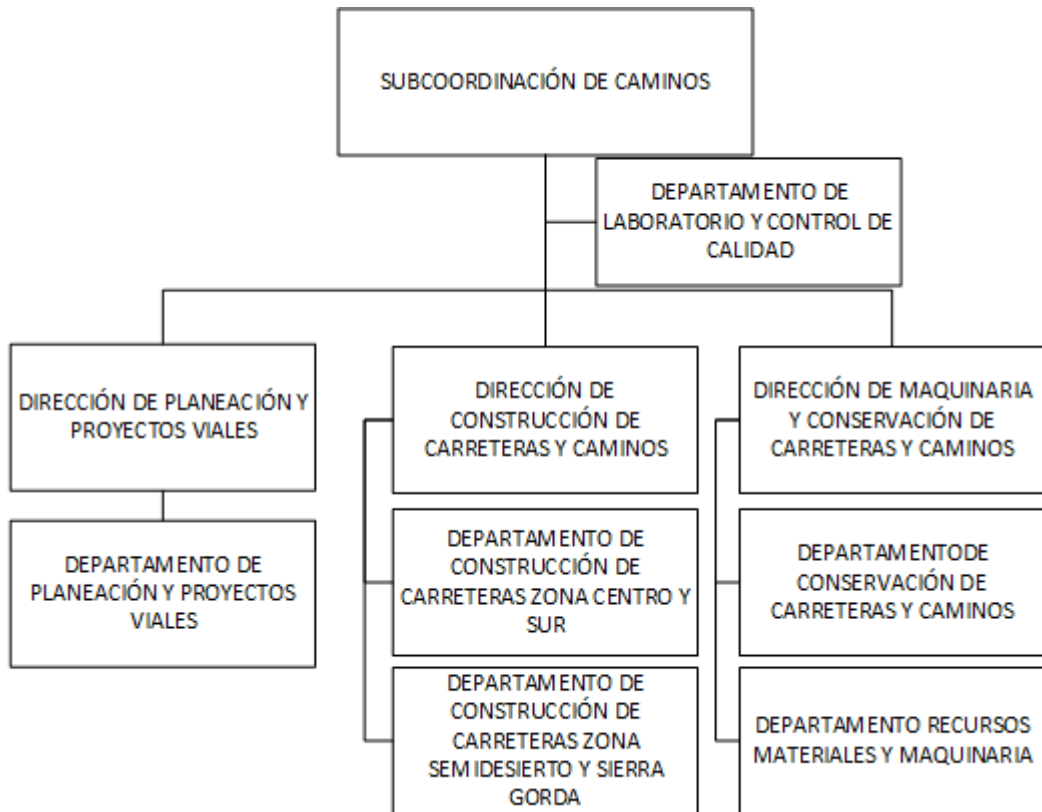 SUBCOORDINACIÓN DE CAMINOS
DEPARTAMENTO DE
LABORATORIO Y CONTROL DE
CALIDAD
DIRECCIÓN DE PLANEACIÓN Y
PROYECTOS VIALES
DIRECCIÓN DE
CONSTRUCCIÓN DE
CARRETERAS Y CAMINOS
DIRECCIÓN DE MAQUINARIA
Y CONSERVACIÓN DE
CARRETERAS Y CAMINOS
DEPARTAMENTO DE
PLANEACIÓN Y PROYECTOS
VIALES
DEPARTAMENTO DE
CONSTRUCCIÓN DE
CARRETERAS ZONA CENTRO Y
SUR
DEPARTAMENTODE
CONSERVACIÓN DE
CARRETERAS Y CAMINOS
DEPARTAMENTO DE
CONSTRUCCIÓN DE
CARRETERAS ZONA
SEMIDESIERTO Y SIERRA
GORDA
DEPARTAMENTO RECURSOS
MATERIALES Y MAQUINARIA